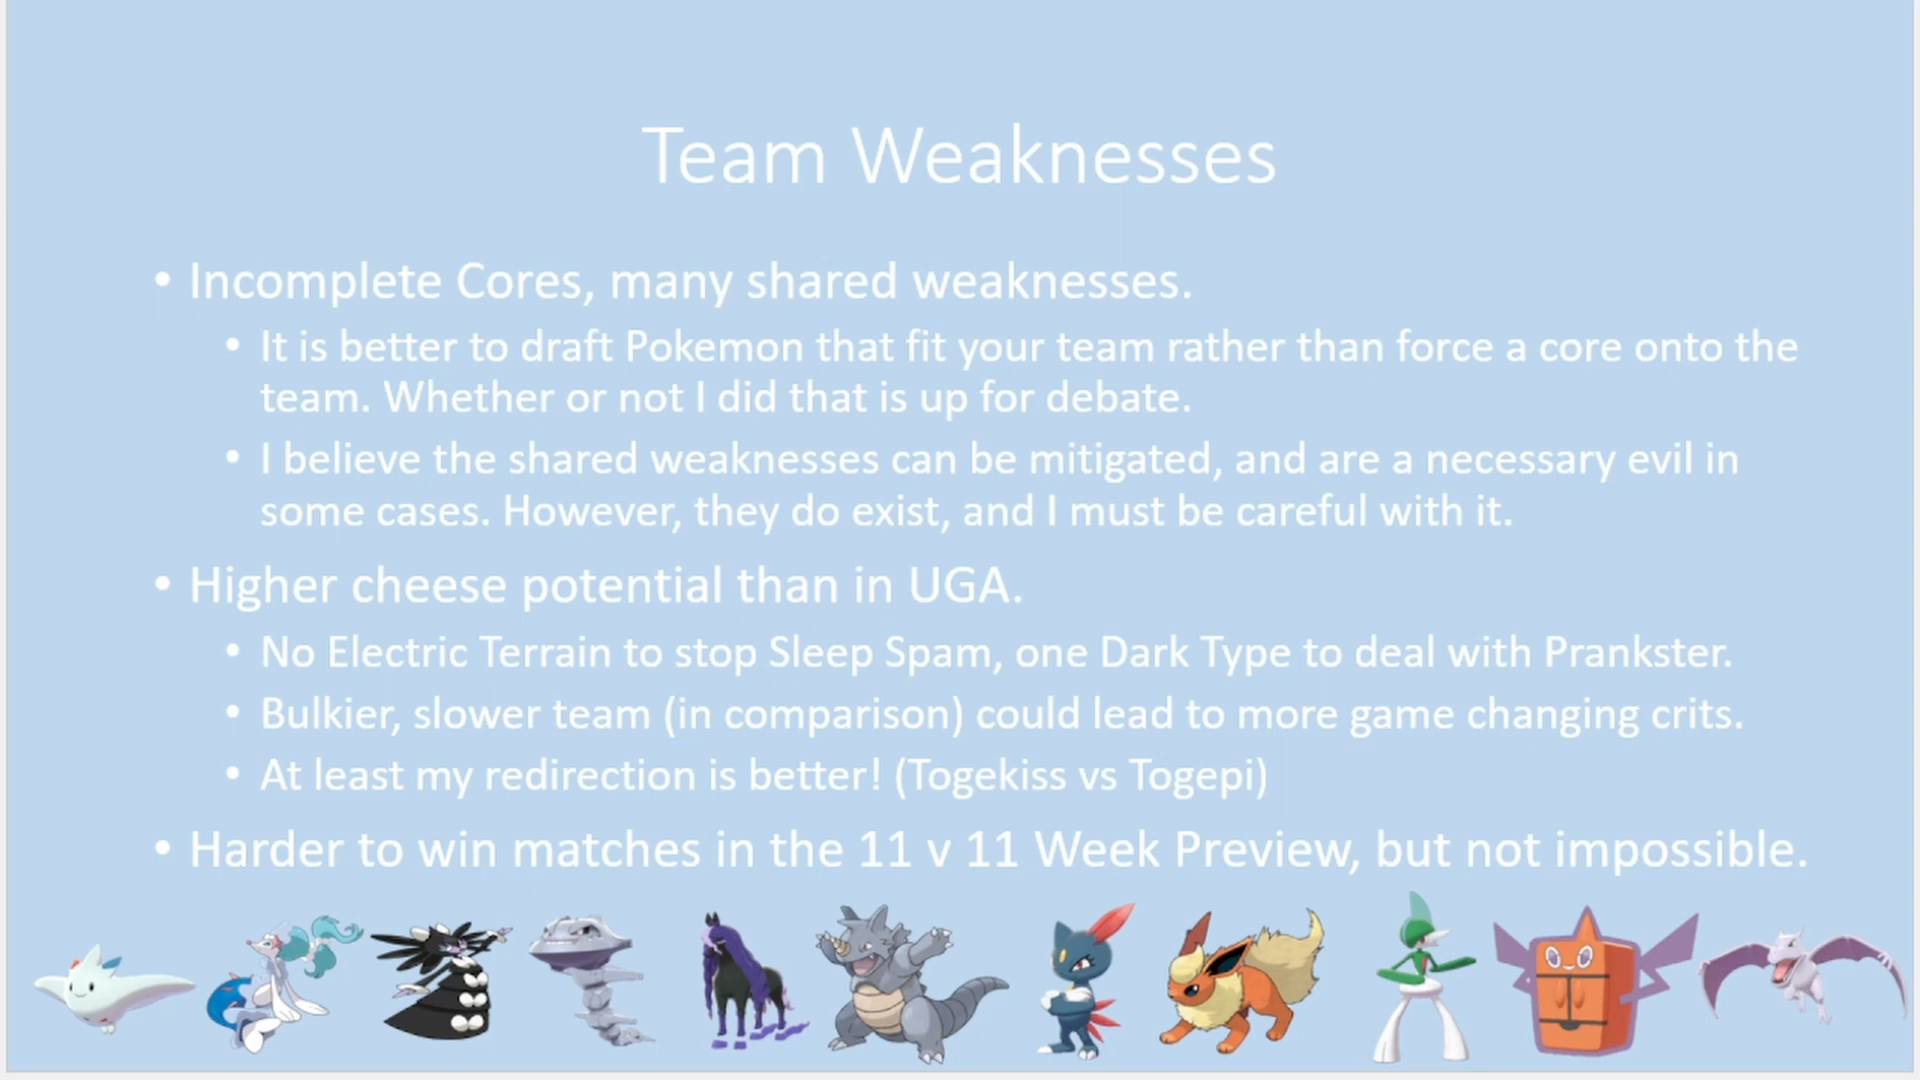 Team Weaknesses
• Incomplete Cores, many shared weaknesses.
• It is better to draft Pokemon that fit your team rather than force a core onto the
team. Whether or not I did that is up for debate.
• I believe the shared weaknesses can be mitigated, and are a necessary evil in
some cases. However, they do exist, and I must be careful with it.
• Higher cheese potential than in UGA.
• No Electric Terrain to stop Sleep Spam, one Dark Type to deal with Prankster.
• Bulkier, slower team (in comparison) could lead to more game changing crits.
• At least my redirection is better! (Togekiss vs Togepi)
• Harder to win matches in the 11 v 11 Week Preview, but not impossible.